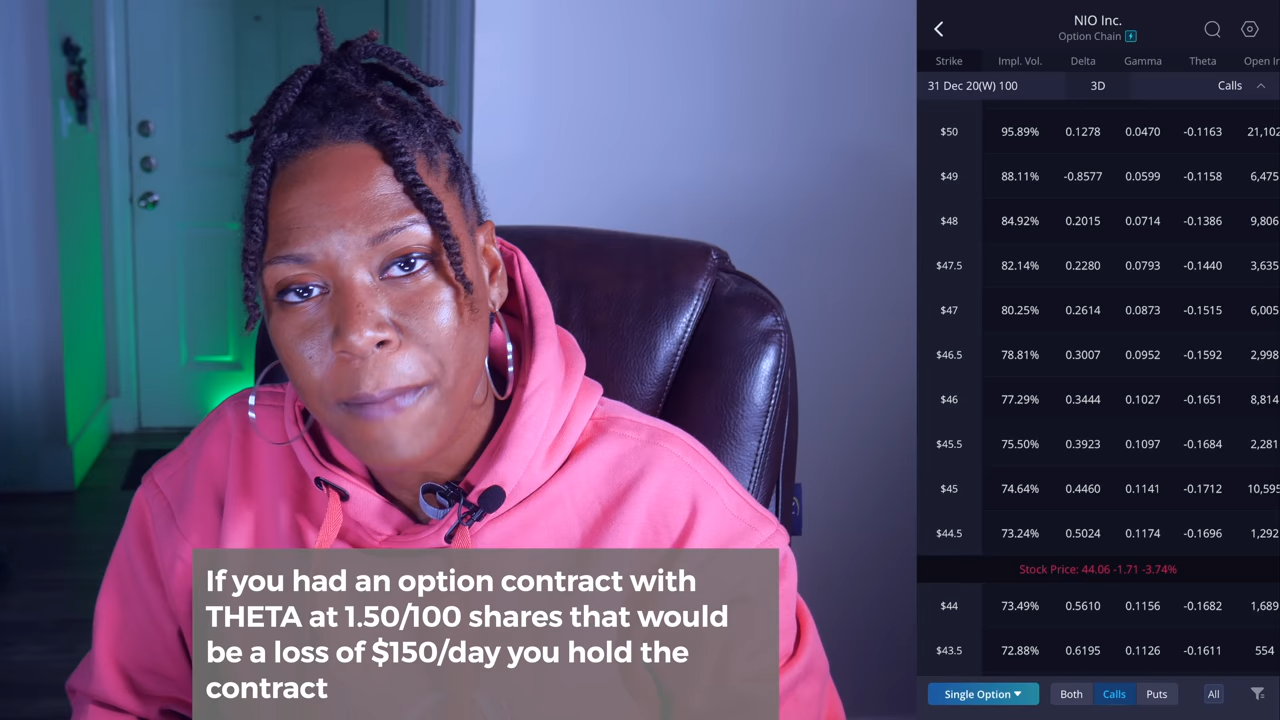 NIO Inc.
Option Chain
Strike Impl. Vol. Delta Gamma Theta Open In
31 Dec 20(W) 100 3D Calls
$50 95.89% 0.1278 0.0470 -0.1163 21,102
$49 88.11% -0.8577 0.0599 -0.1158 6,475
$48 84.92% 0.2015 0.0714 -0.1386 9,806
$47.5 82.14% 0.2280 0.0793 -0.1440 3,635
$47 80.25% 0.2614 0.0873 -0.1515 6,005
$46.5 78.81% 0.3007 0.0952 -0.1592 2,998
$46 77.29% 0.3444 0.1027 -0.1651 8,814
$45.5 75.50% 0.3923 0.1097 -0.1684 2,281
$45 74.64% 0.4460 0.1141 -0.1712 10,595
$44.5 73.24% 0.5024 0.1174 -0.1696 1,292
Stock Price: 44.06 -1.71 -3.74%
$44 73.49% 0.5610 0.1156 -0.1682 1,689
$43.5 72.88% 0.6195 0.1126 -0.1611 554
Single Option Both Calls Puts All
If you had an option contract with
THETA at 1.50/100 shares that would
be a loss of $150/day you hold the
contract